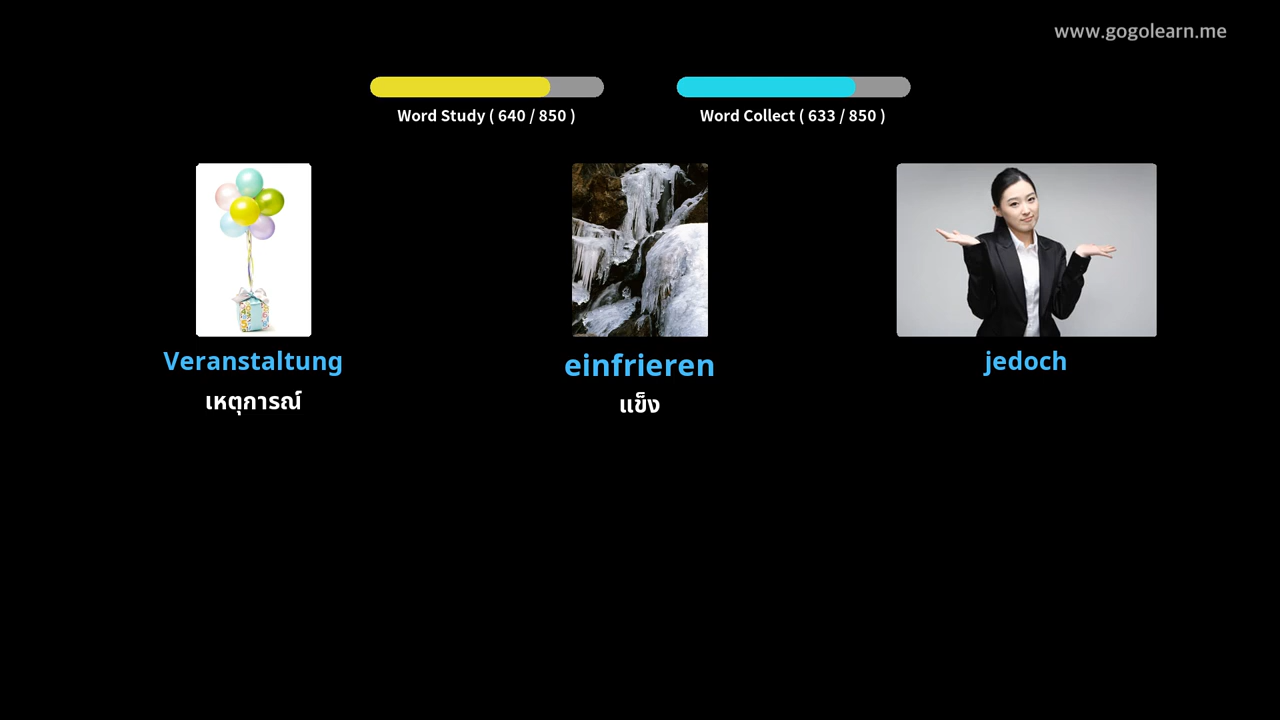 www.gogolearn.me
Word Study ( 640 / 850 )
Word Collect ( 633 / 850 )
Veranstaltung
เหตุการณ์
einfrieren
แข็ง
jedoch